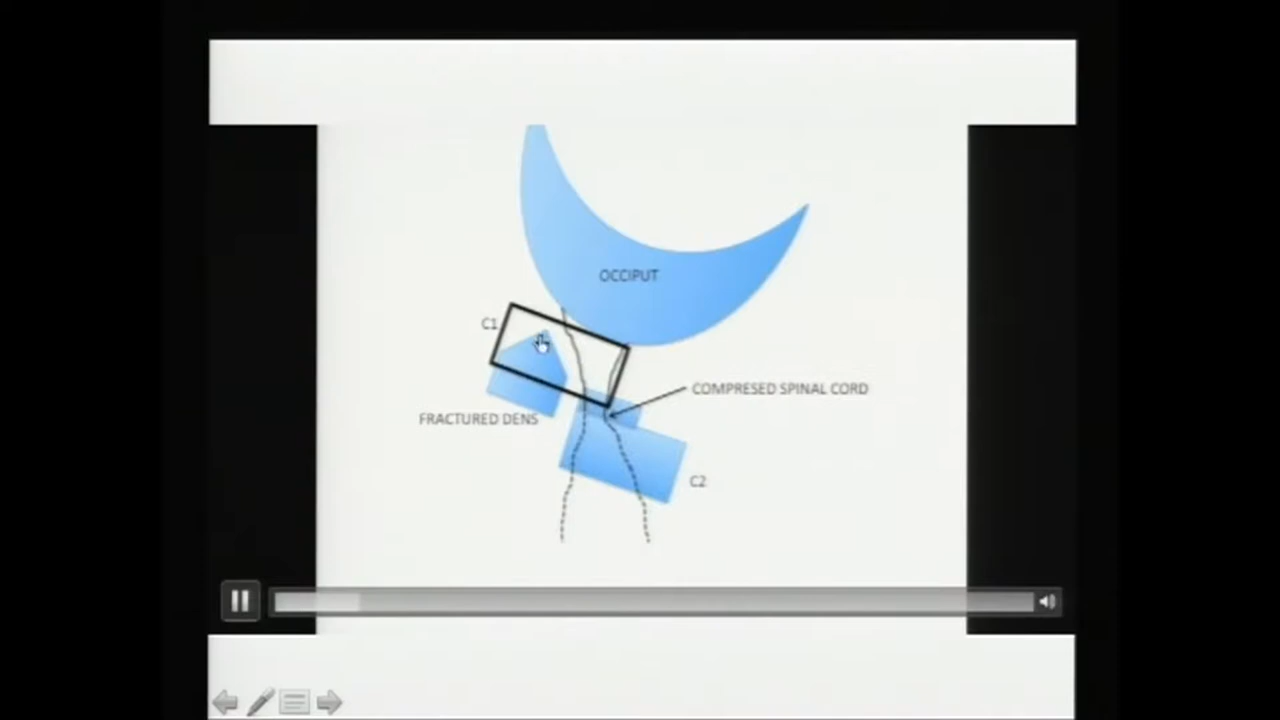 OCCIPUT
C1
COMPRESED SPINAL CORD
FRACTURED DENS
C2